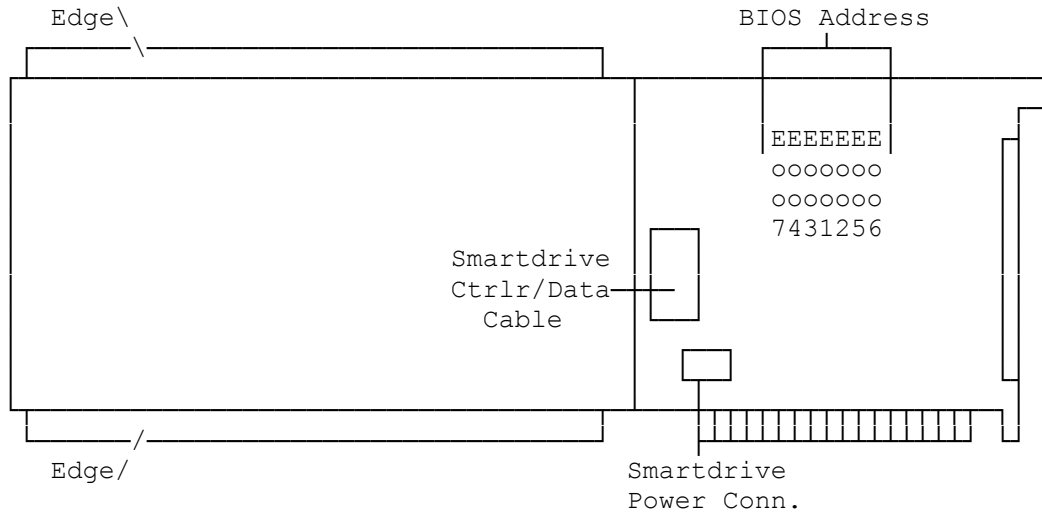 Edge\
BIOS Address
EEEEEEE
ooooooo
ooooooo
7431256
Smartdrive
Ctrlr/Data
Cable
Edge/
Smartdrive
Power Conn.